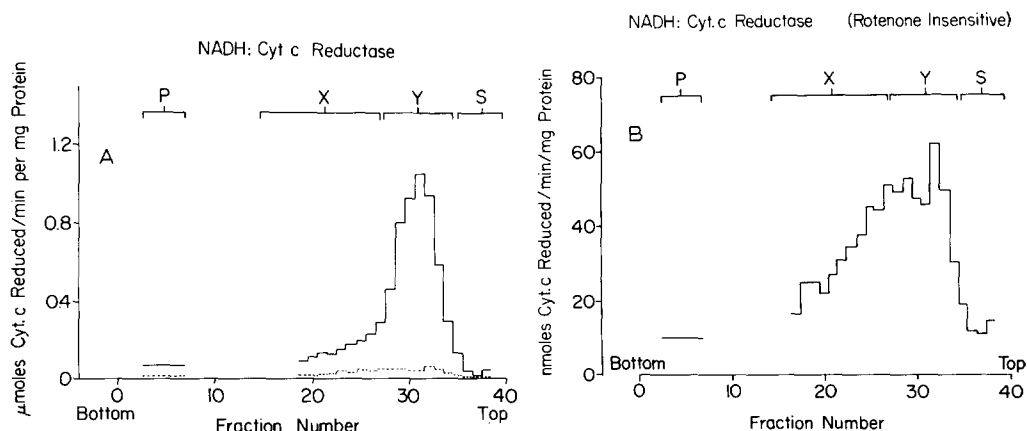 NADH: Cyt.c Reductase
P
X
Y
S
A
μmoles Cyt.c Reduced/min per mg Protein
1.2
0.8
04
0
0
10
20
30
40
Bottom
Top
Fraction Number
NADH: Cyt.c Reductase (Rotenone Insensitive)
P
X
Y
S
B
nmoles Cyt.c Reduced/min/mg Protein
80
60
40
20
0
Bottom
Top
0
10
20
30
40
Fraction Number